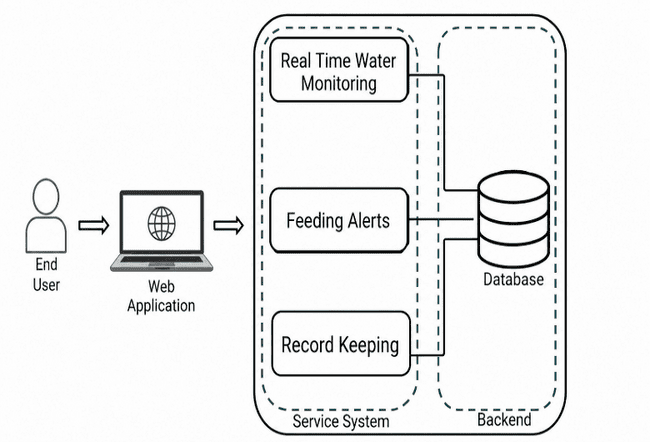 Real Time Water
Monitoring
Feeding Alerts
Record Keeping
End
User
Web
Application
Database
Service System
Backend